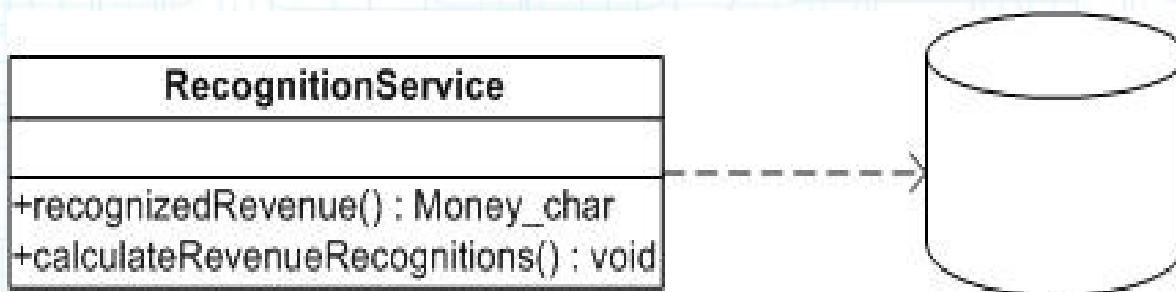 RecognitionService
+recognizedRevenue() : Money_char
+calculateRevenueRecognitions() : void